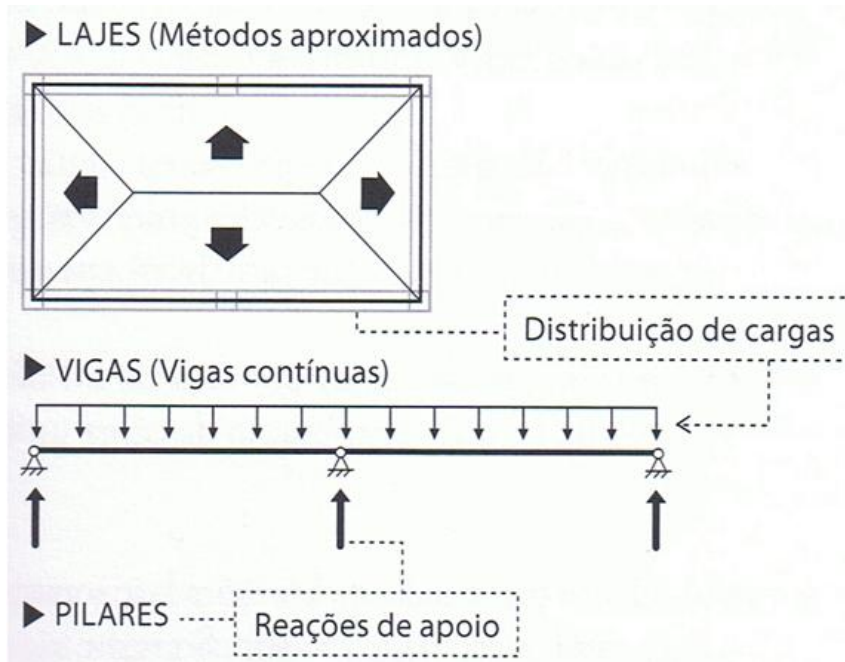 ► LAJES (Métodos aproximados)
Distribuição de cargas
► VIGAS (Vigas contínuas)
► PILARES
Reações de apoio